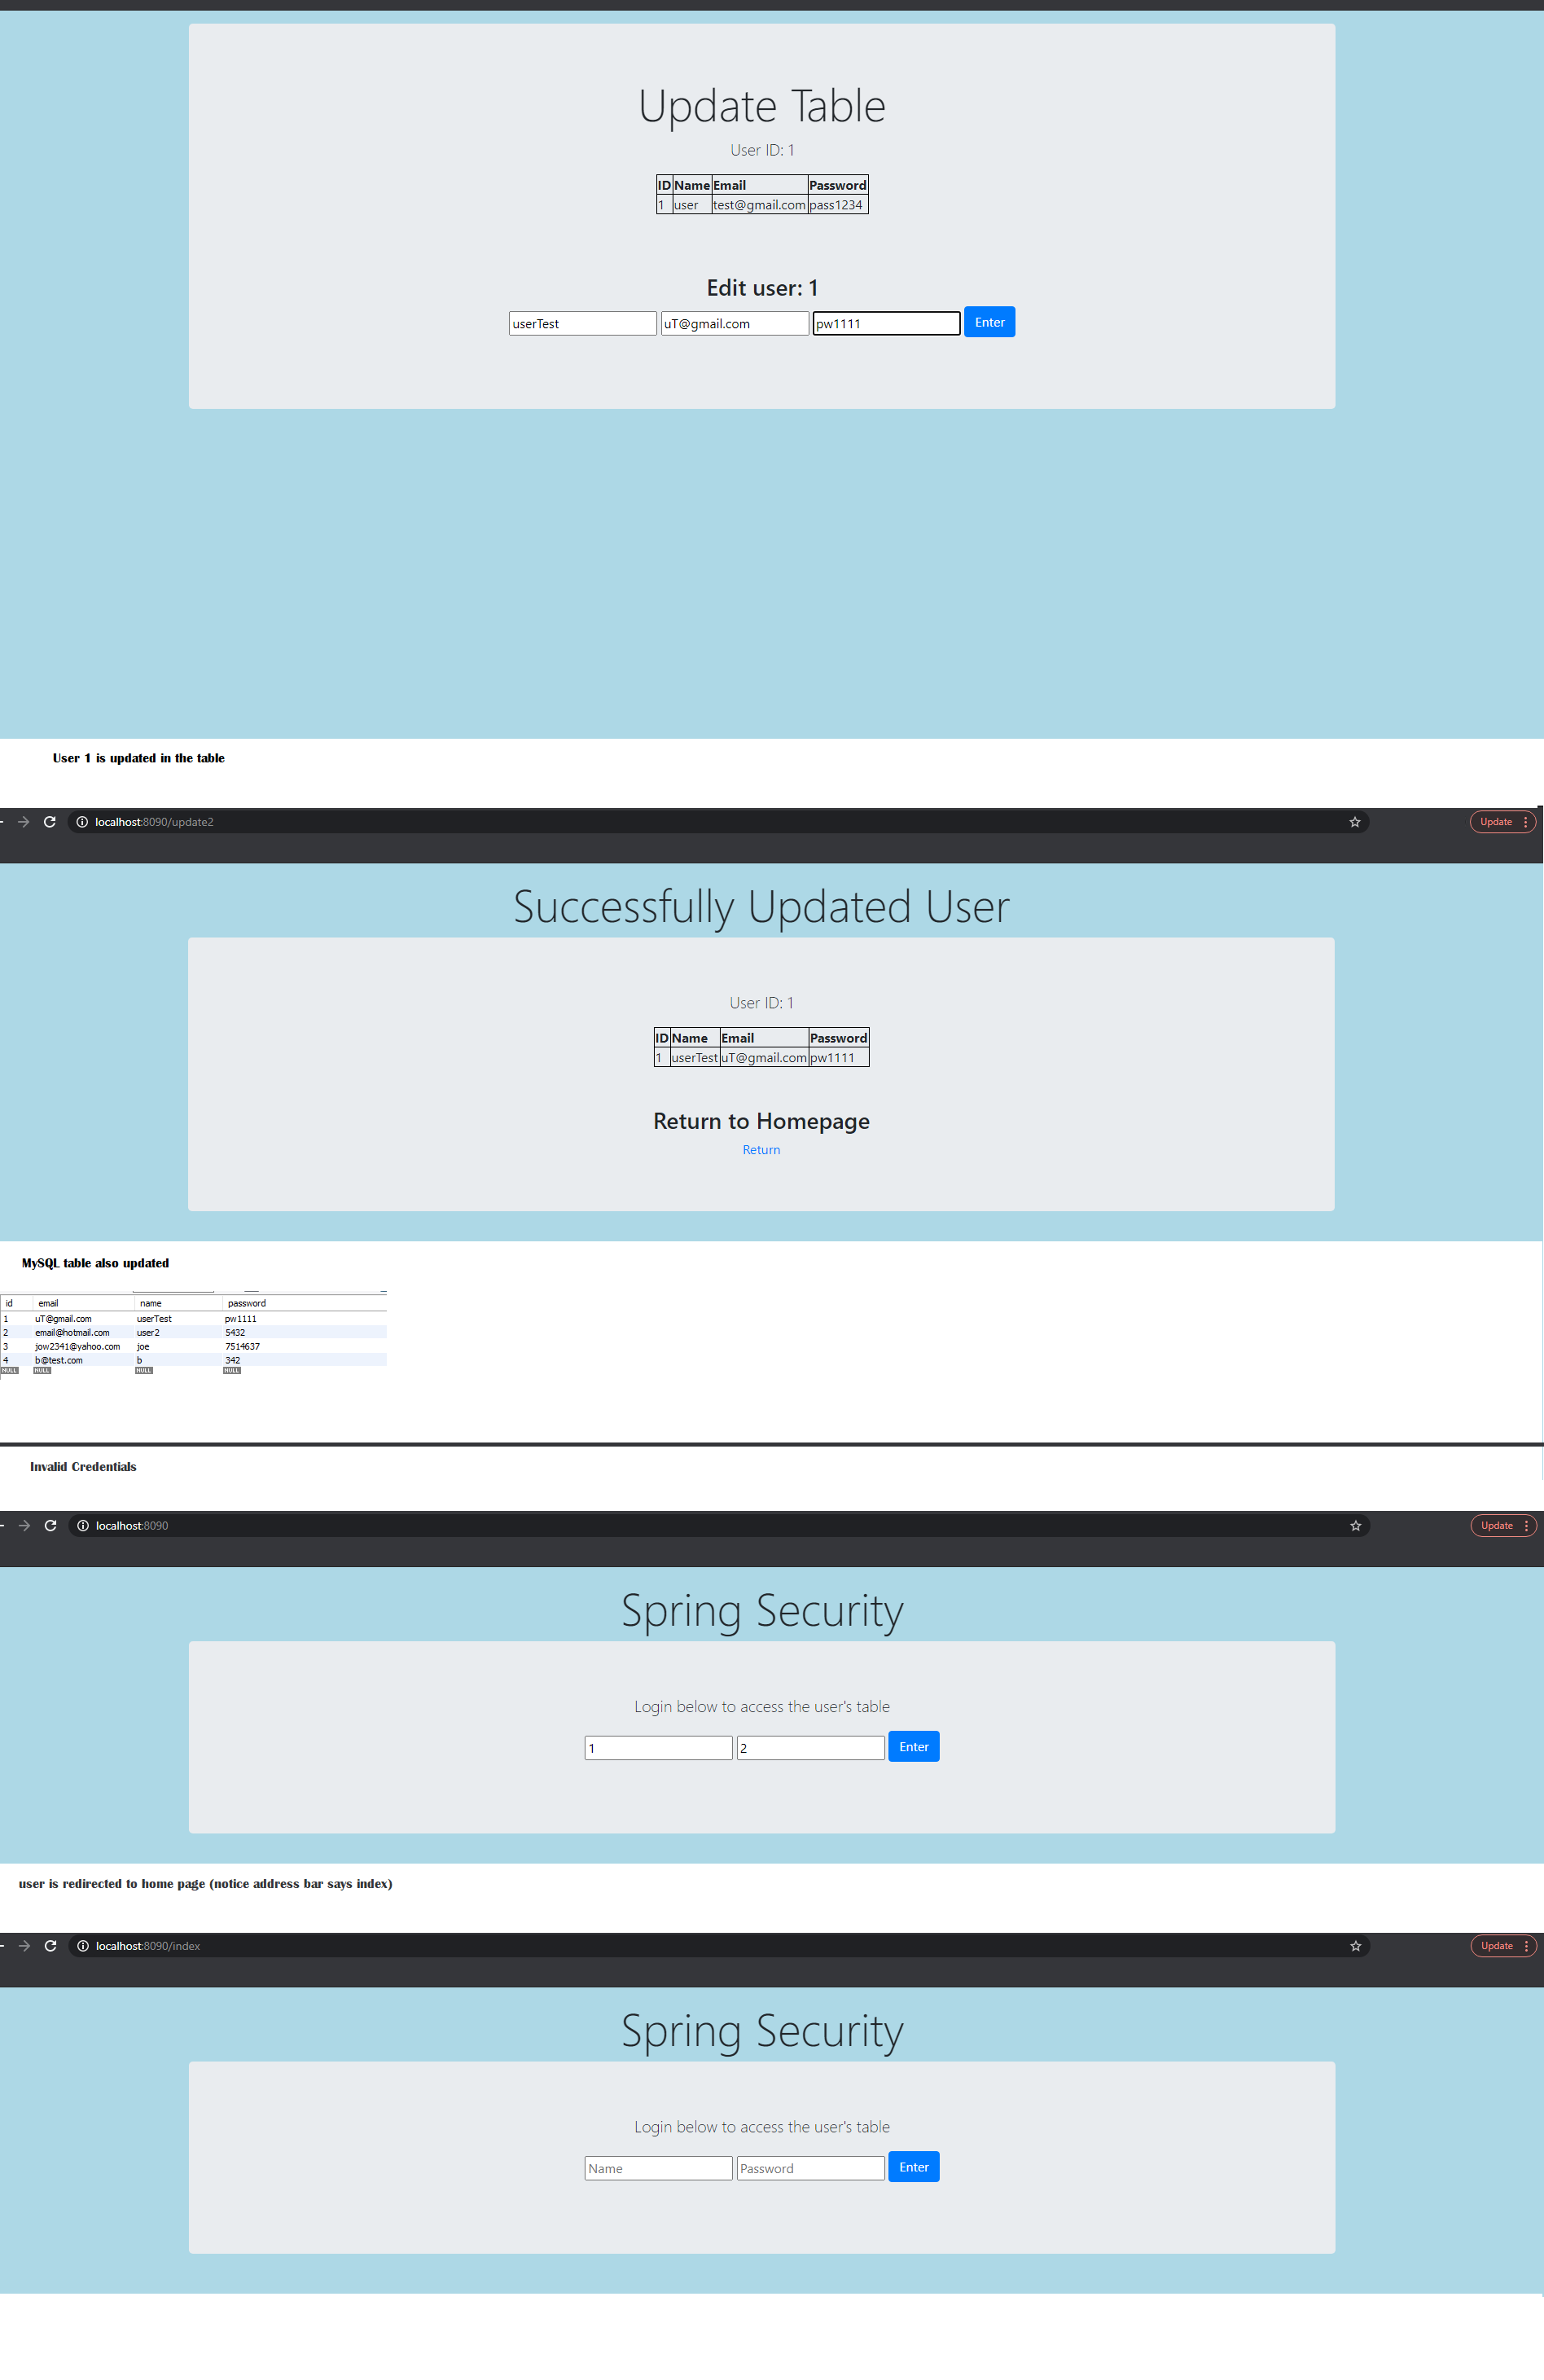 Update Table
User ID: 1
ID Name Email Password
1 user test@gmail.com pass1234
Edit user: 1
userTest uT@gmail.com pw1111 Enter
User 1 is updated in the table
localhost:8090/update2 Update
Successfully Updated User
User ID: 1
ID Name Email Password
1 userTest uT@gmail.com pw1111
Return to Homepage
Return
MySQL table also updated
id email name password
1 uT@gmail.com userTest pw1111
2 email@hotmail.com user2 5432
3 jow2341@yahoo.com joe 7514637
4 b@test.com b 342
NULL NULL NULL NULL
Invalid Credentials
localhost:8090 Update
Spring Security
Login below to access the user's table
1 2 Enter
user is redirected to home page (notice address bar says index)
localhost:8090/index Update
Spring Security
Login below to access the user's table
Name Password Enter